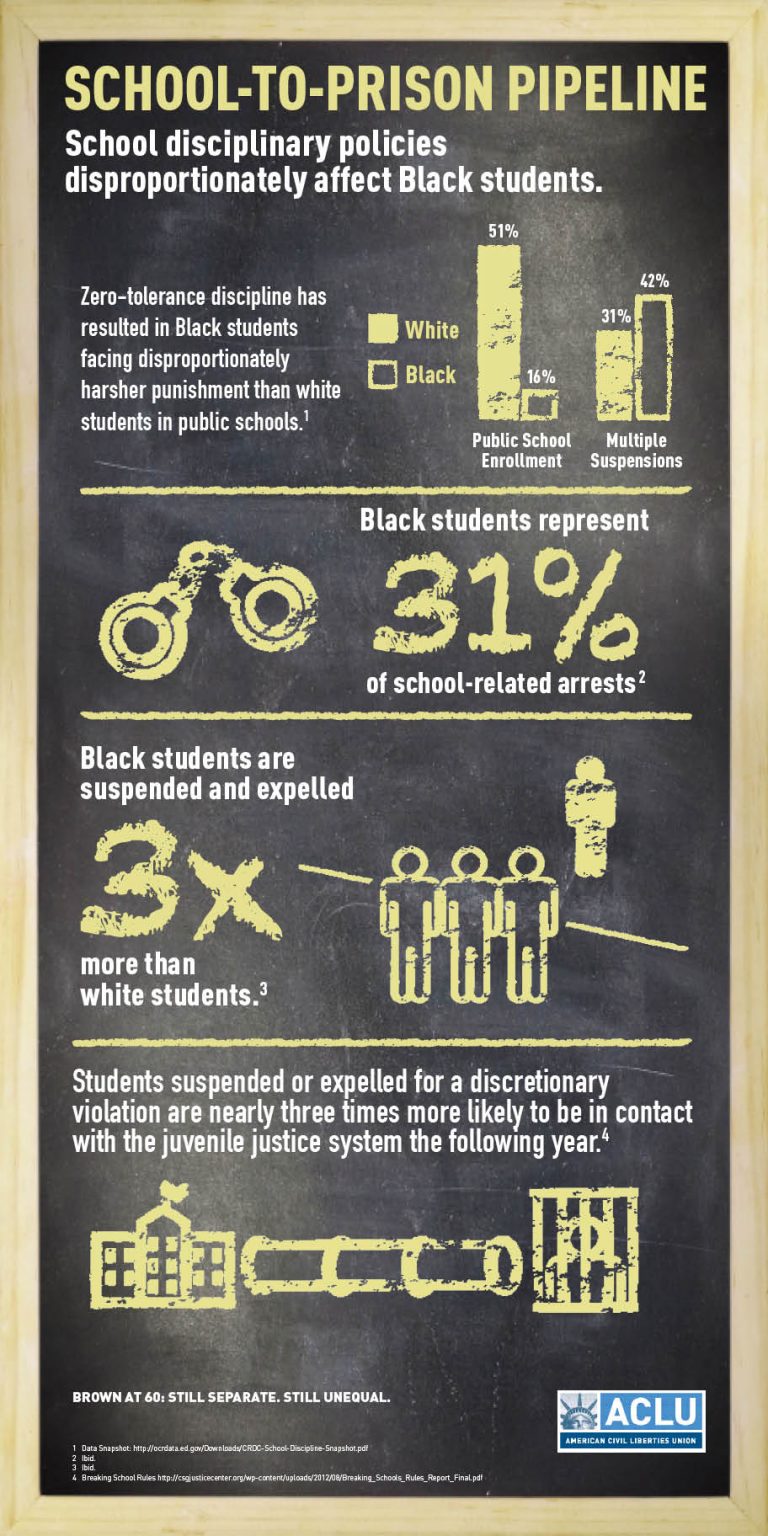 SCHOOL-TO-PRISON PIPELINE
School disciplinary policies
disproportionately affect Black students.
Zero-tolerance discipline has
resulted in Black students
facing disproportionately
harsher punishment than white
students in public schools.1
White
Black
51%
16%
Public School
Enrollment
31%
42%
Multiple
Suspensions
Black students represent
31%
of school-related arrests2
Black students are
suspended and expelled
3x
more than
white students.3
Students suspended or expelled for a discretionary
violation are nearly three times more likely to be in contact
with the juvenile justice system the following year.4
BROWN AT 60: STILL SEPARATE. STILL UNEQUAL.
ACLU
AMERICAN CIVIL LIBERTIES UNION
1 Data Snapshot: http://ocrdata.ed.gov/Downloads/CRDC-School-Discipline-Snapshot.pdf
2 Ibid.
3 Ibid.
4 Breaking School Rules http://csgjusticecenter.org/wp-content/uploads/2012/08/Breaking_Schools_Rules_Report_Final.pdf